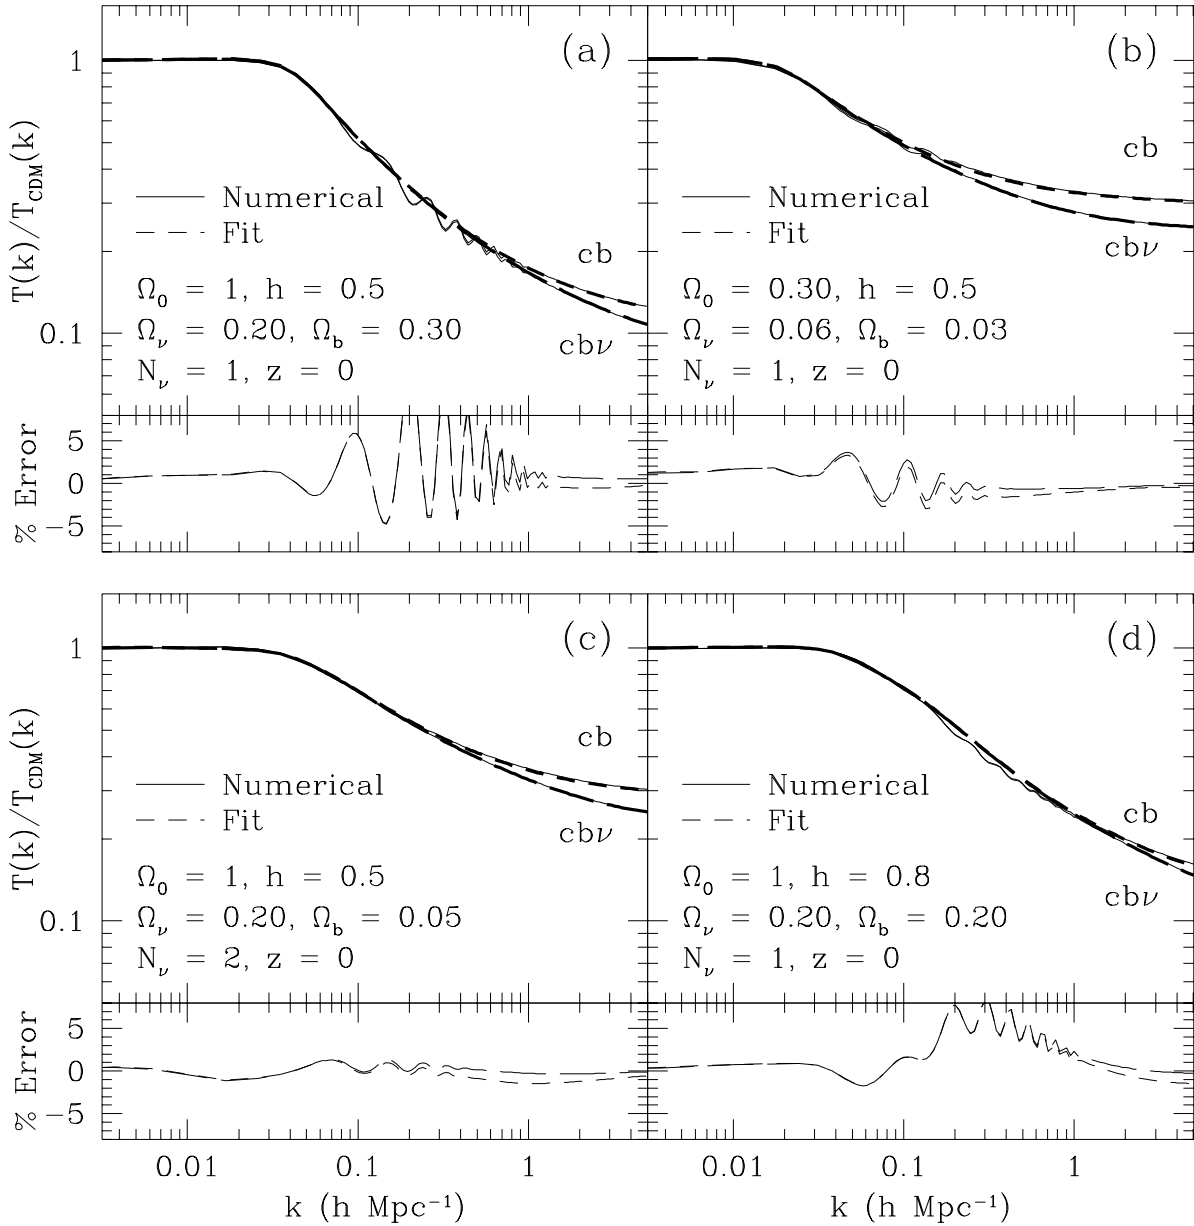 (a)
1
0.1
T(k)/T_CDM(k)
Numerical
Fit
cb
cbν
Ω₀ = 1, h = 0.5
Ω_ν = 0.20, Ω_b = 0.30
N_ν = 1, z = 0
(b)
Numerical
Fit
cb
cbν
Ω₀ = 0.30, h = 0.5
Ω_ν = 0.06, Ω_b = 0.03
N_ν = 1, z = 0
% Error
5
0
−5
(c)
1
0.1
T(k)/T_CDM(k)
Numerical
Fit
cb
cbν
Ω₀ = 1, h = 0.5
Ω_ν = 0.20, Ω_b = 0.05
N_ν = 2, z = 0
(d)
Numerical
Fit
cb
cbν
Ω₀ = 1, h = 0.8
Ω_ν = 0.20, Ω_b = 0.20
N_ν = 1, z = 0
% Error
5
0
−5
0.01 0.1 1
0.01 0.1 1
k (h Mpc⁻¹)
k (h Mpc⁻¹)